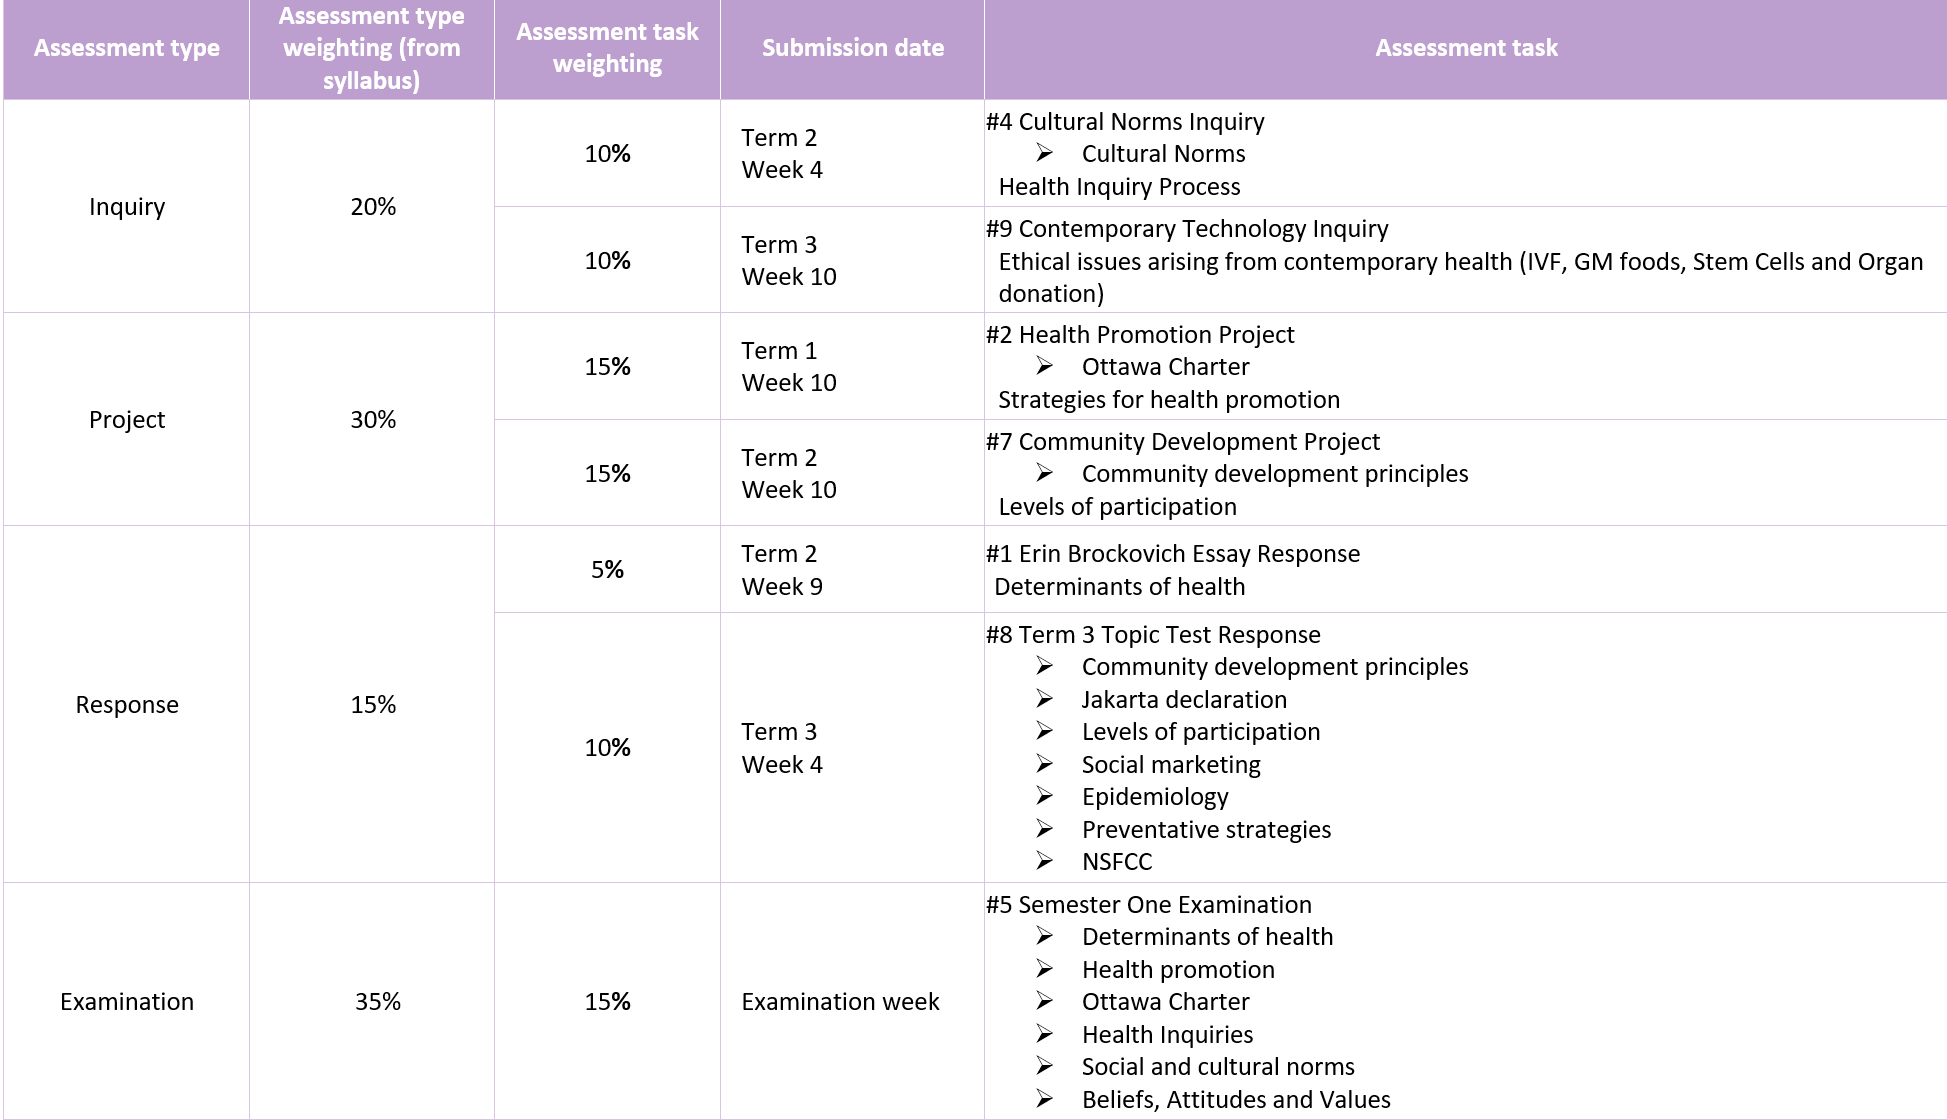 Assessment type
Assessment type
weighting (from
syllabus)
Assessment task
weighting
Submission date
Assessment task
Inquiry
20%
10%
Term 2
Week 4
#4 Cultural Norms Inquiry
➢ Cultural Norms
Health Inquiry Process
10%
Term 3
Week 10
#9 Contemporary Technology Inquiry
Ethical issues arising from contemporary health (IVF, GM foods, Stem Cells and Organ
donation)
Project
30%
15%
Term 1
Week 10
#2 Health Promotion Project
➢ Ottawa Charter
Strategies for health promotion
15%
Term 2
Week 10
#7 Community Development Project
➢ Community development principles
Levels of participation
Response
15%
5%
Term 2
Week 9
#1 Erin Brockovich Essay Response
Determinants of health
10%
Term 3
Week 4
#8 Term 3 Topic Test Response
➢ Community development principles
➢ Jakarta declaration
➢ Levels of participation
➢ Social marketing
➢ Epidemiology
➢ Preventative strategies
➢ NSFCC
Examination
35%
15%
Examination week
#5 Semester One Examination
➢ Determinants of health
➢ Health promotion
➢ Ottawa Charter
➢ Health Inquiries
➢ Social and cultural norms
➢ Beliefs, Attitudes and Values